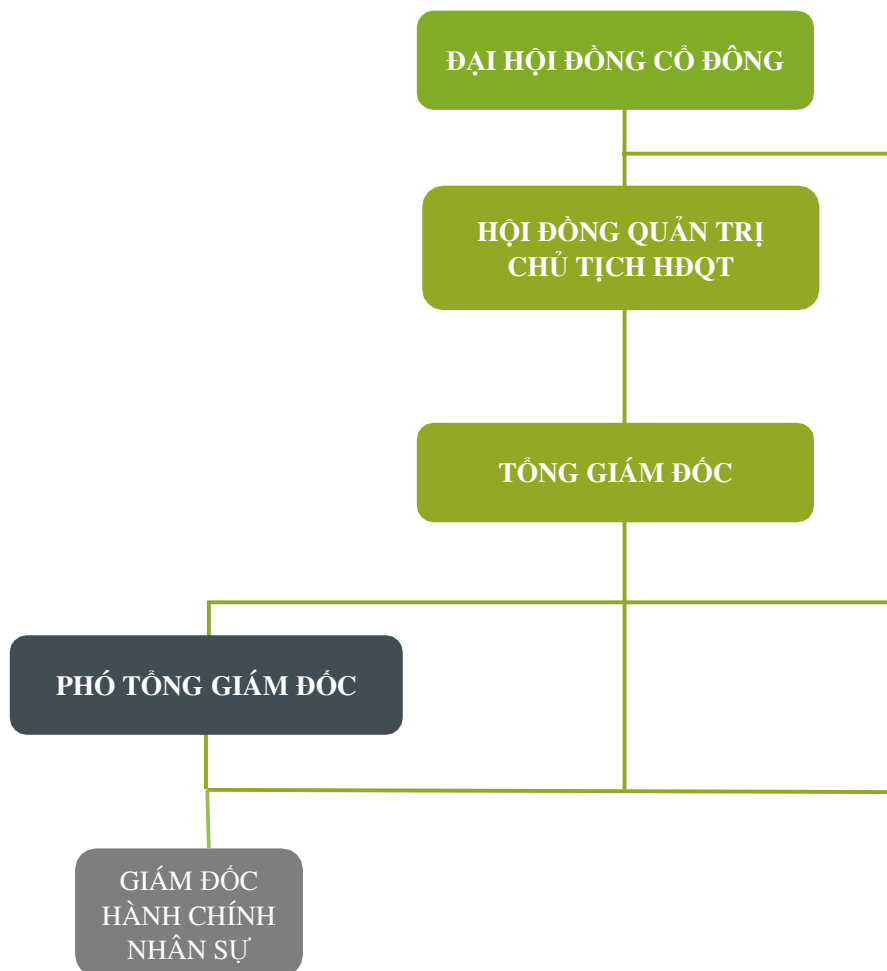 ĐẠI HỘI ĐỒNG CỔ ĐÔNG
HỘI ĐỒNG QUẢN TRỊ
CHỦ TỊCH HĐQT
TỔNG GIÁM ĐỐC
PHÓ TỔNG GIÁM ĐỐC
GIÁM ĐỐC
HÀNH CHÍNH
NHÂN SỰ